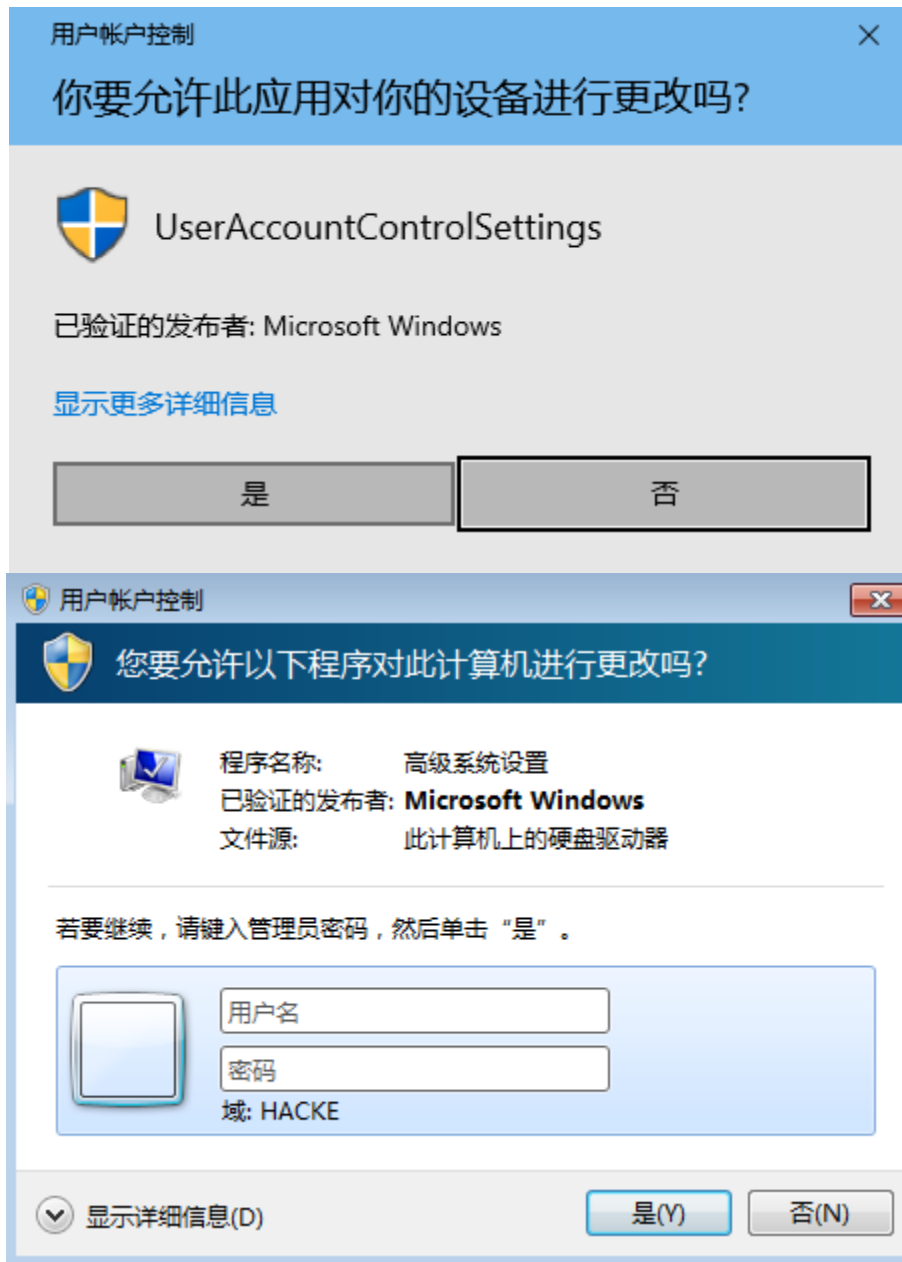 用户帐户控制
你要允许此应用对你的设备进行更改吗?
UserAccountControlSettings
已验证的发布者: Microsoft Windows
显示更多详细信息
是 否
用户帐户控制
您要允许以下程序对此计算机进行更改吗?
程序名称: 高级系统设置
已验证的发布者: Microsoft Windows
文件源: 此计算机上的硬盘驱动器
若要继续，请键入管理员密码，然后单击“是”。
用户名
密码
域: HACKE
显示详细信息(D) 是(Y) 否(N)